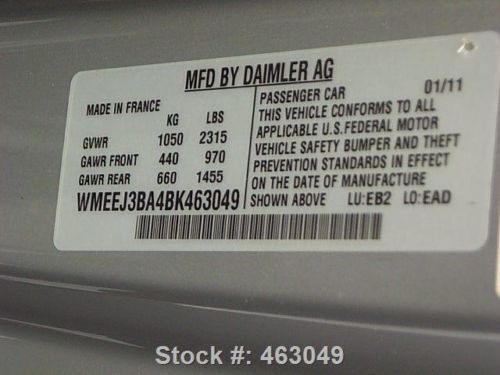 MFD BY DAIMLER AG
MADE IN FRANCE
KG LBS
GVWR 1050 2315
GAWR FRONT 440 970
GAWR REAR 660 1455
WMEEJ3BA4BK463049
PASSENGER CAR 01/11
THIS VEHICLE CONFORMS TO ALL
APPLICABLE U.S.FEDERAL MOTOR
VEHICLE SAFETY BUMPER AND THEFT
PREVENTION STANDARDS IN EFFECT
ON THE DATE OF MANUFACTURE
SHOWN ABOVE LU:EB2 LO:EAD
Stock #: 463049